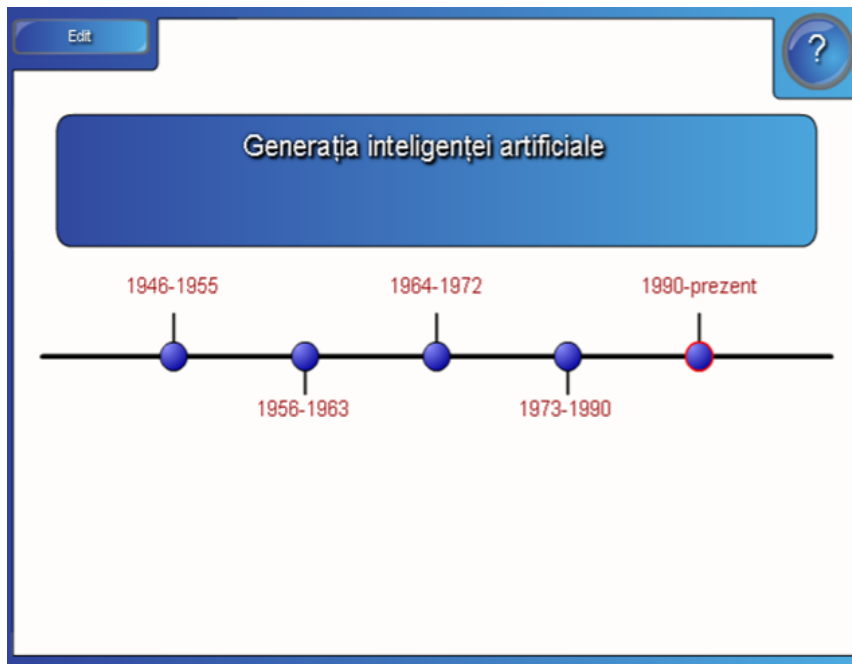 Edit
?
Generația inteligenței artificiale
1946-1955
1964-1972
1990-prezent
1956-1963
1973-1990